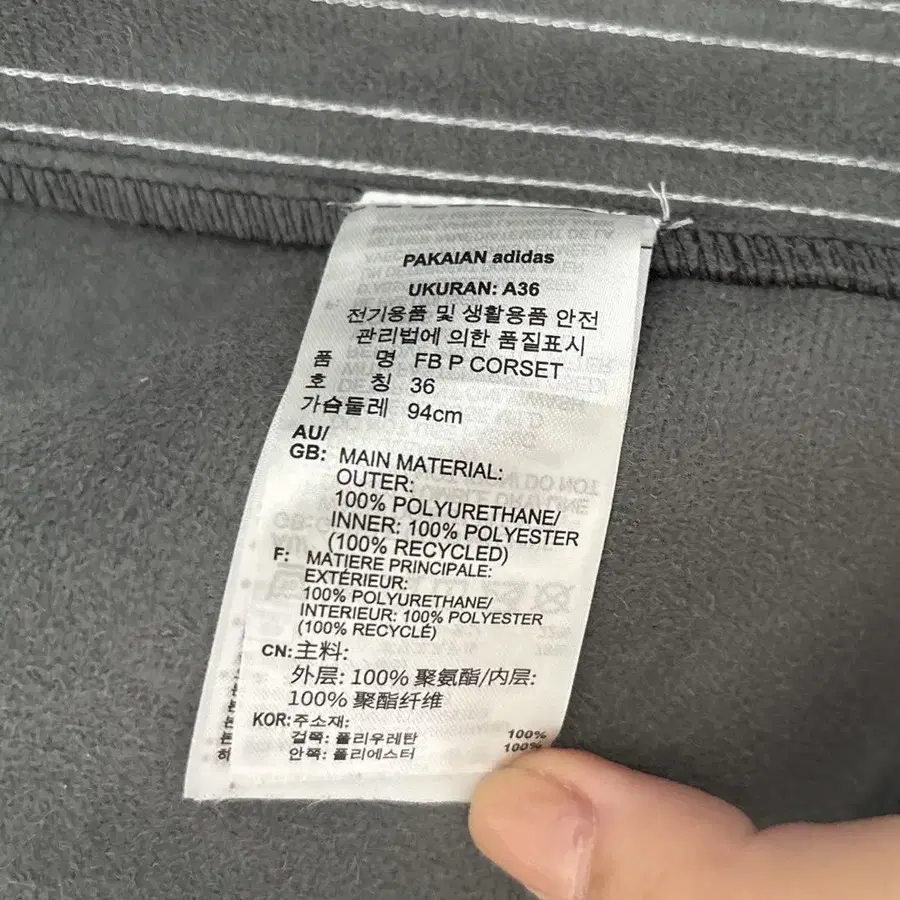 PAKAIAN adidas
UKURAN: A36
전기용품 및 생활용품 안전
관리법에 의한 품질표시
품 명 FB P CORSET
호 칭 36
가슴둘레 94cm
AU/
GB: MAIN MATERIAL:
OUTER:
100% POLYURETHANE/
INNER: 100% POLYESTER
(100% RECYCLED)
F: MATIERE PRINCIPALE:
EXTÉRIEUR:
100% POLYURETHANE/
INTERIEUR: 100% POLYESTER
(100% RECYCLÉ)
CN: 主料:
外层: 100% 聚氨酯/内层:
100% 聚酯纤维
KOR: 주소재:
겉쪽: 폴리우레탄 100%
안쪽: 폴리에스터 100%